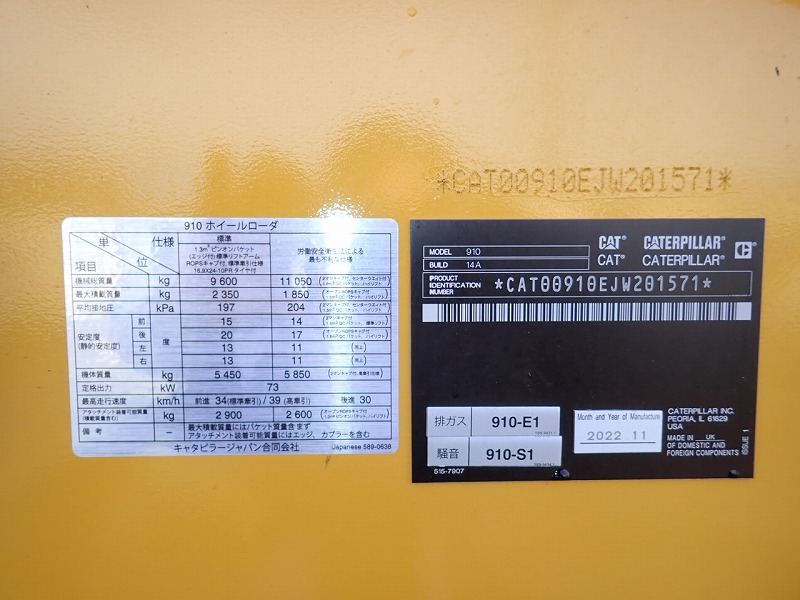 *CAT00910EJW201571*
910 ホイールローダ
単位 仕様 項目
標準
1.3m³ピンオンバケット
(エッジ付)標準リフトアーム
ROPSキャブ付,標準牽引仕様
16.9X24-10PR タイヤ付
労働安全衛生法による
最も不利な仕様
機械総質量 kg 9 600 11 050
最大積載質量 kg 2 350 1 850
平均接地圧 kPa 197 204
安定度 (静的安定度) 度
前 15 14
後 20 17
左 13 11
右 13 11
機体質量 kg 5 450 5 850
定格出力 kW 73
最高走行速度 km/h 前進 34(標準牽引) / 39 (高牽引) 後進 30
アタッチメント装着可能質量
(積載質量含む) kg 2 900 2 600
備考 − 最大積載質量にはバケット質量含まず
アタッチメント装着可能質量にはエッジ、カプラーを含む
キャタピラージャパン合同会社 Japanese 589-0638
MODEL 910
BUILD 14A
CAT® CATERPILLAR®
CAT® CATERPILLAR®
PRODUCT
IDENTIFICATION
NUMBER
*CAT00910EJW201571*
排ガス 910-E1
騒音 910-S1
515-7907
Month and Year of Manufacture
2022 11
CATERPILLAR INC.
PEORIA, IL 61629
USA
MADE IN UK
OF DOMESTIC AND
FOREIGN COMPONENTS
ISSUE 1